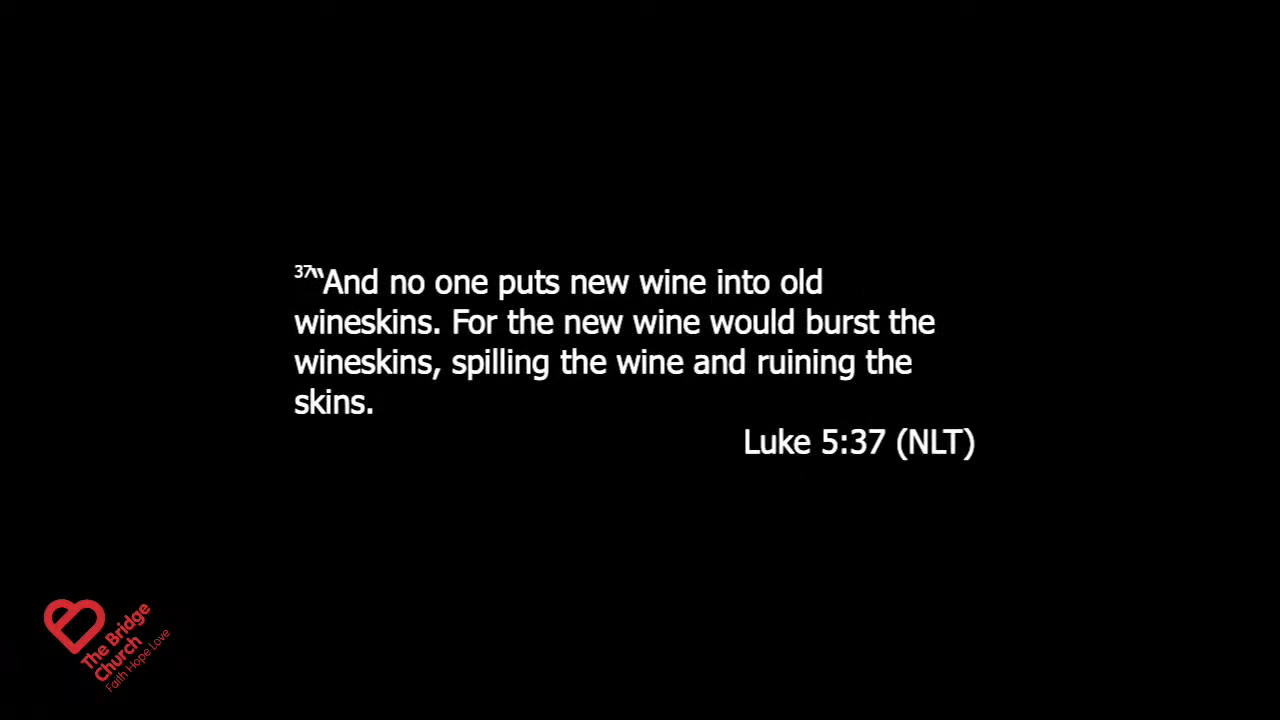 37“And no one puts new wine into old
wineskins. For the new wine would burst the
wineskins, spilling the wine and ruining the
skins.
Luke 5:37 (NLT)
The Bridge
Church
Faith Hope Love